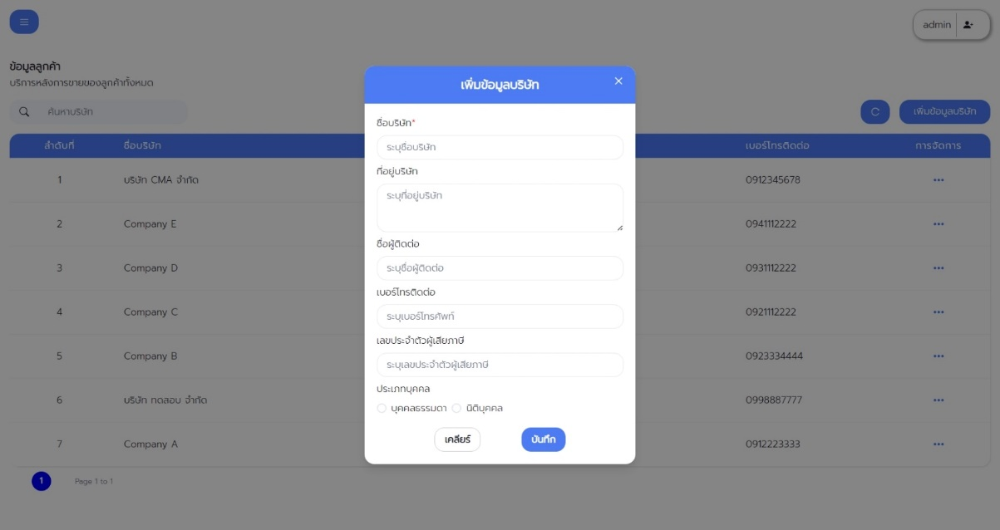 admin
ข้อมูลลูกค้า
บริการหลังการขายของลูกค้าทั้งหมด
ค้นหาบริษัท
เพิ่มข้อมูลบริษัท
ลำดับที่ ชื่อบริษัท เบอร์โทรติดต่อ การจัดการ
1 บริษัท CMA จำกัด 0912345678
2 Company E 0941112222
3 Company D 0931112222
4 Company C 0921112222
5 Company B 0923334444
6 บริษัท ทดสอบ จำกัด 0998887777
7 Company A 0912223333
1 Page 1 to 1
เพิ่มข้อมูลบริษัท
ชื่อบริษัท*
ระบุชื่อบริษัท
ที่อยู่บริษัท
ระบุที่อยู่บริษัท
ชื่อผู้ติดต่อ
ระบุชื่อผู้ติดต่อ
เบอร์โทรติดต่อ
ระบุเบอร์โทรศัพท์
เลขประจำตัวผู้เสียภาษี
ระบุเลขประจำตัวผู้เสียภาษี
ประเภทบุคคล
บุคคลธรรมดา นิติบุคคล
เคลียร์ บันทึก